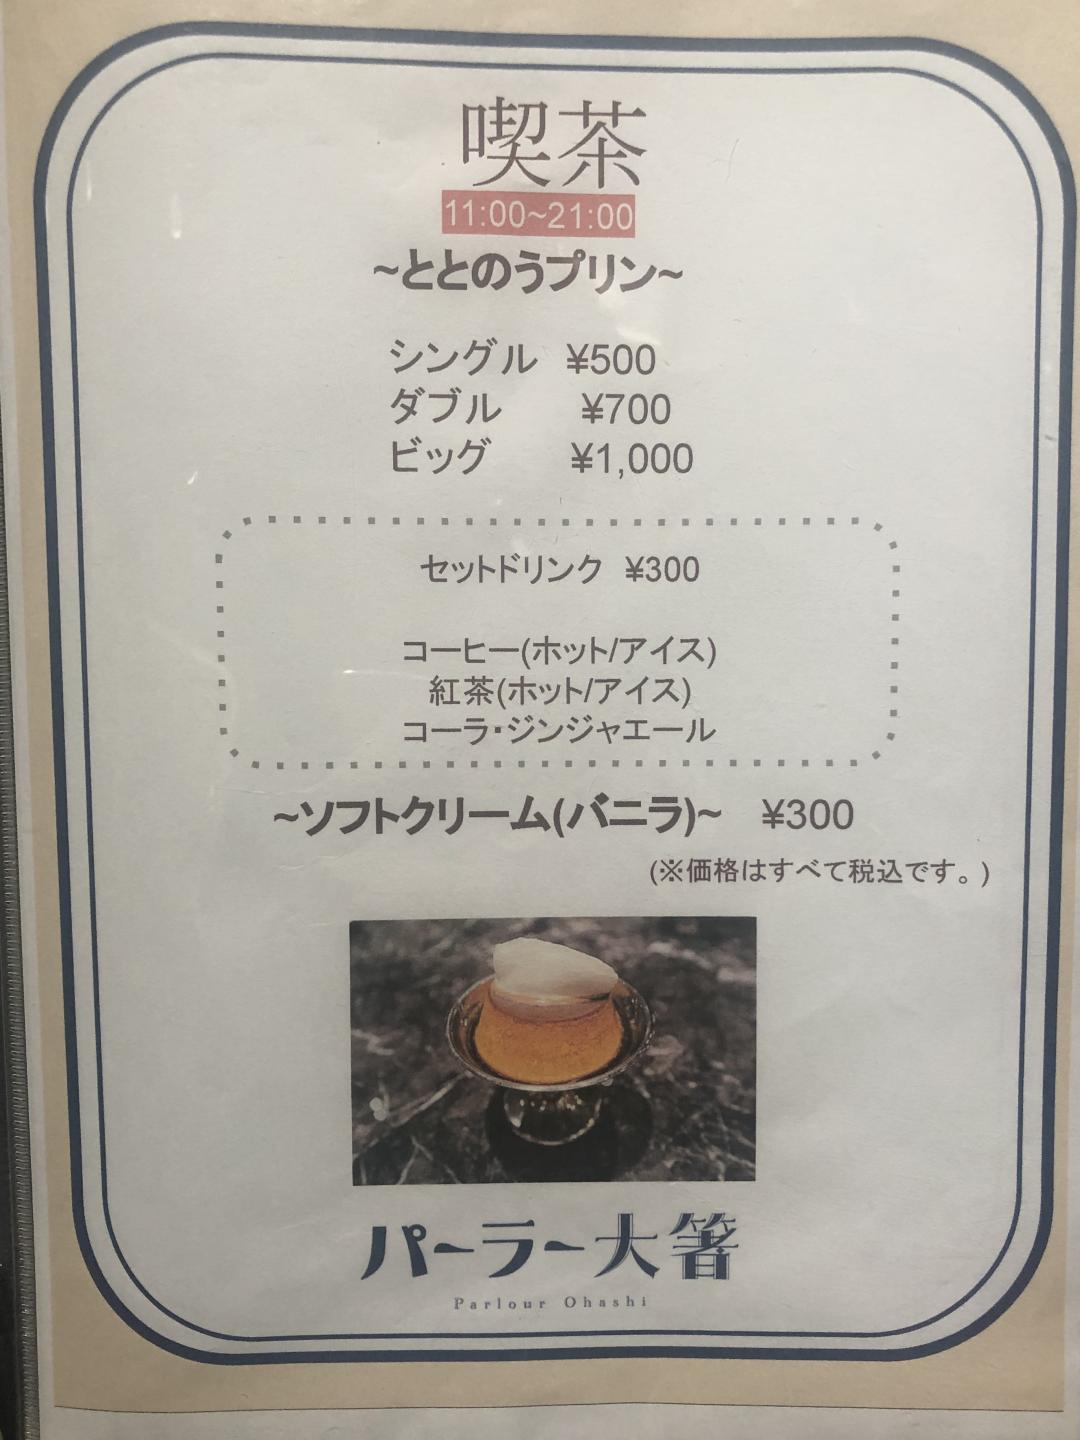 喫茶
11:00~21:00
~ととのうプリン~
シングル ¥500
ダブル ¥700
ビッグ ¥1,000
セットドリンク ¥300
コーヒー(ホット/アイス)
紅茶(ホット/アイス)
コーラ・ジンジャエール
~ソフトクリーム(バニラ)~ ¥300
(※価格はすべて税込です。)
パーラー大箸
Parlour Ohashi